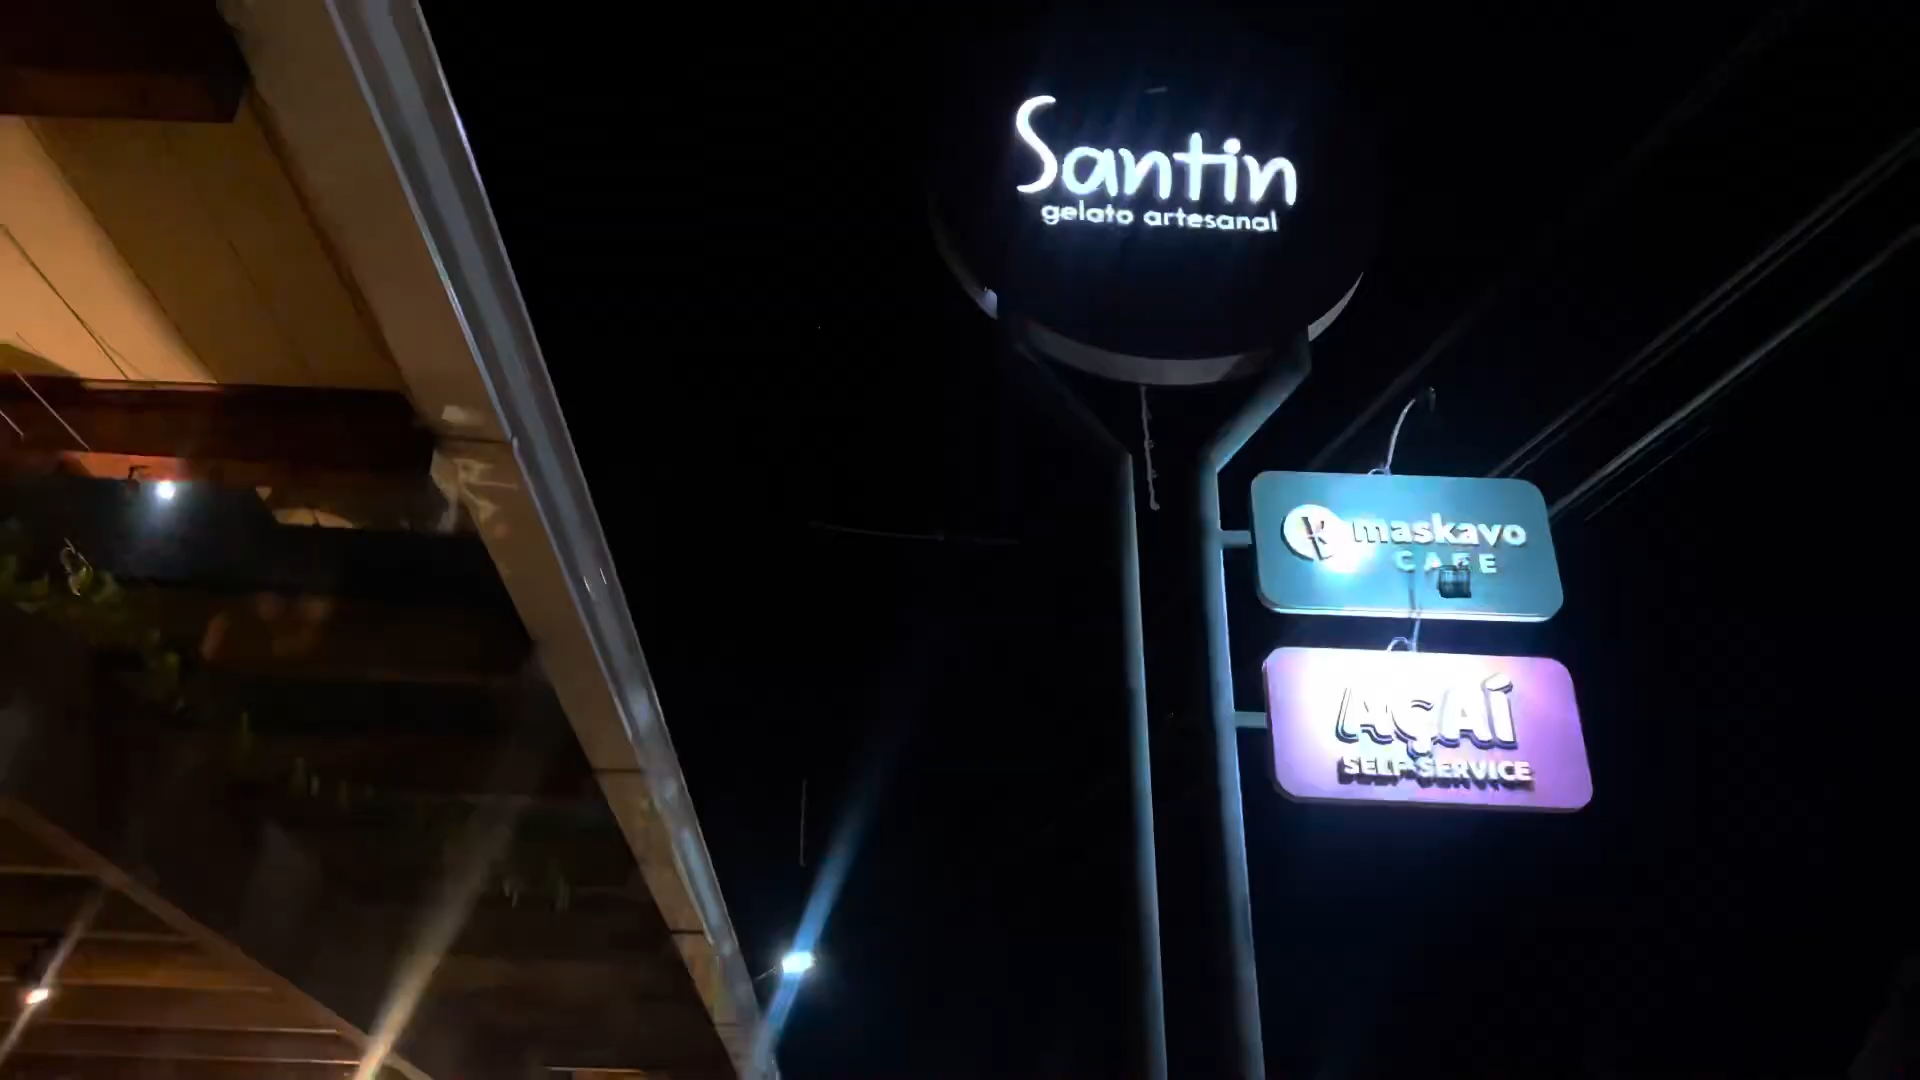 Santin
gelato artesanal
maskavo
CAFE
AÇAÍ
SELF-SERVICE